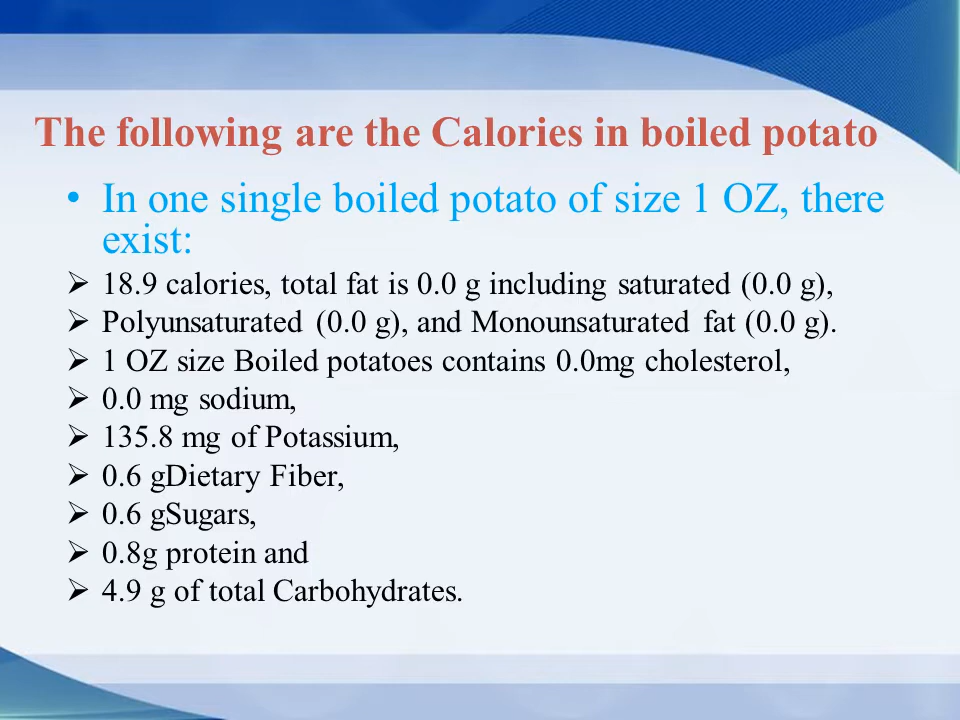 The following are the Calories in boiled potato
• In one single boiled potato of size 1 OZ, there
exist:
➢ 18.9 calories, total fat is 0.0 g including saturated (0.0 g),
➢ Polyunsaturated (0.0 g), and Monounsaturated fat (0.0 g).
➢ 1 OZ size Boiled potatoes contains 0.0mg cholesterol,
➢ 0.0 mg sodium,
➢ 135.8 mg of Potassium,
➢ 0.6 gDietary Fiber,
➢ 0.6 gSugars,
➢ 0.8g protein and
➢ 4.9 g of total Carbohydrates.